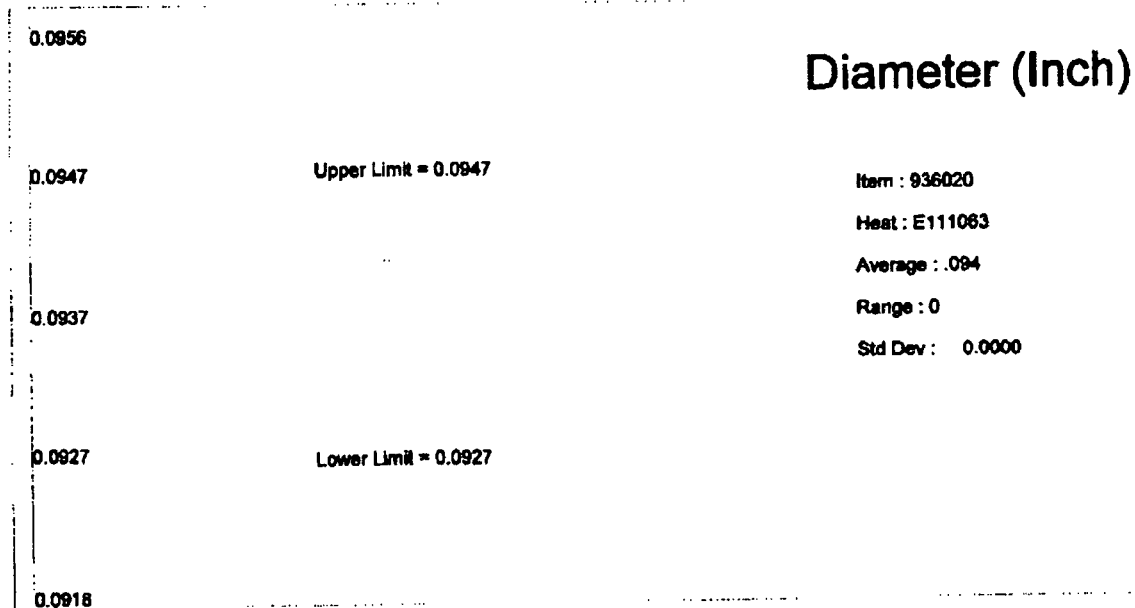 0.0956
Diameter (Inch)
0.0947
Upper Limit = 0.0947
Item : 936020
Heat : E111063
Average : .094
0.0937
Range : 0
Std Dev : 0.0000
0.0927
Lower Limit = 0.0927
0.0918